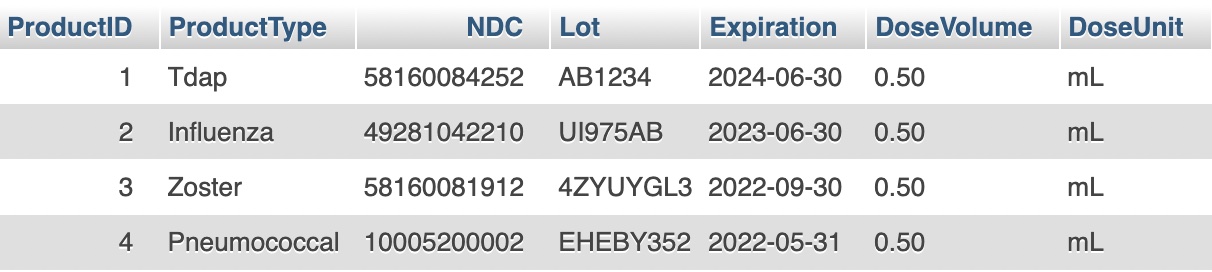 ProductID ProductType NDC Lot Expiration DoseVolume DoseUnit
1 Tdap 58160084252 AB1234 2024-06-30 0.50 mL
2 Influenza 49281042210 UI975AB 2023-06-30 0.50 mL
3 Zoster 58160081912 4ZYUYGL3 2022-09-30 0.50 mL
4 Pneumococcal 10005200002 EHEBY352 2022-05-31 0.50 mL